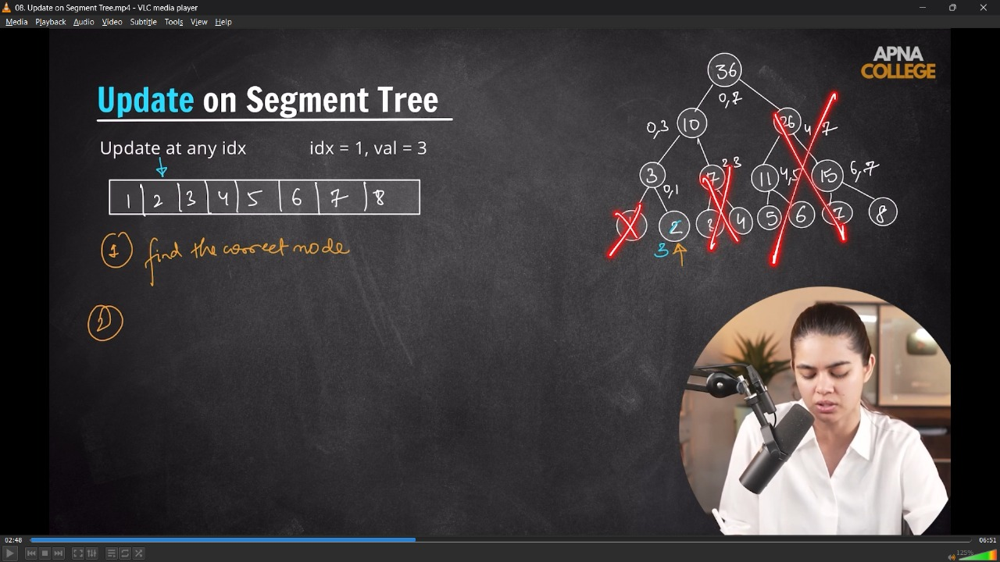 08. Update on Segment Tree.mp4 - VLC media player
Media Playback Audio Video Subtitle Tools View Help
APNA
COLLEGE
Update on Segment Tree
Update at any idx idx = 1, val = 3
1 2 3 4 5 6 7 8
1 find the correct node
2
36
0,7
0,3 10 26 4 7
3 0,1 7 2,3 11 4,5 15 6,7
1 2 3 4 5 6 7 8
3
02:48 06:51
125%